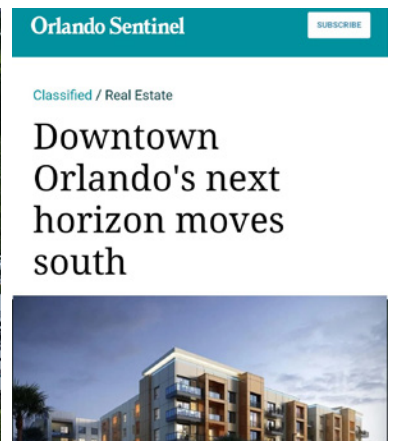 Orlando Sentinel
SUBSCRIBE
Classified / Real Estate
Downtown
Orlando's next
horizon moves
south